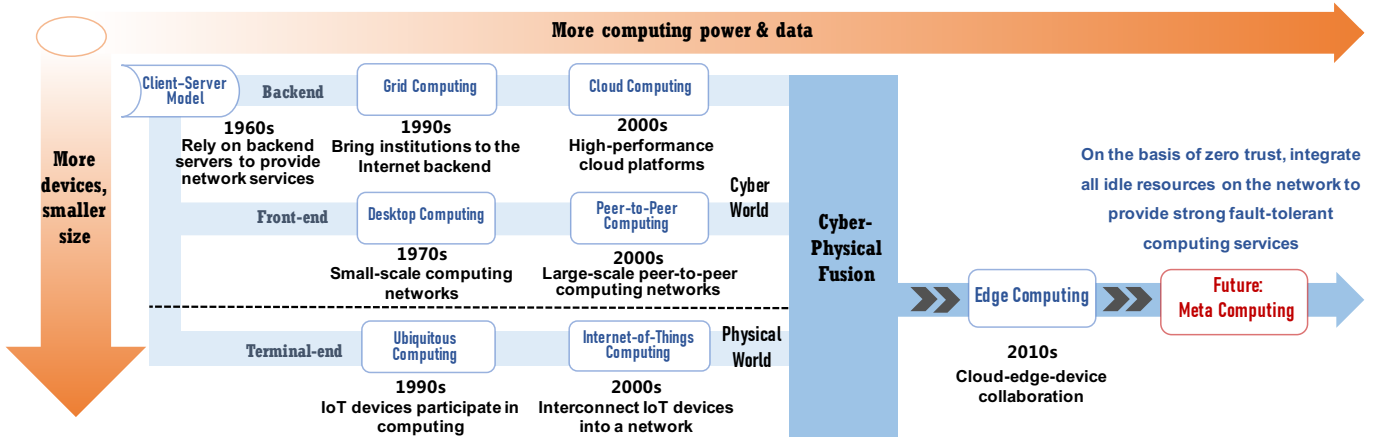 More computing power & data
More
devices,
smaller
size
Client-Server
Model
Backend
Grid Computing
Cloud Computing
1960s
Rely on backend
servers to provide
network services
1990s
Bring institutions to the
Internet backend
2000s
High-performance
cloud platforms
Cyber
World
Front-end
Desktop Computing
Peer-to-Peer
Computing
1970s
Small-scale computing
networks
2000s
Large-scale peer-to-peer
computing networks
Terminal-end
Ubiquitous
Computing
Internet-of-Things
Computing
Physical
World
1990s
IoT devices participate in
computing
2000s
Interconnect IoT devices
into a network
Cyber-
Physical
Fusion
Edge Computing
2010s
Cloud-edge-device
collaboration
On the basis of zero trust, integrate
all idle resources on the network to
provide strong fault-tolerant
computing services
Future:
Meta Computing